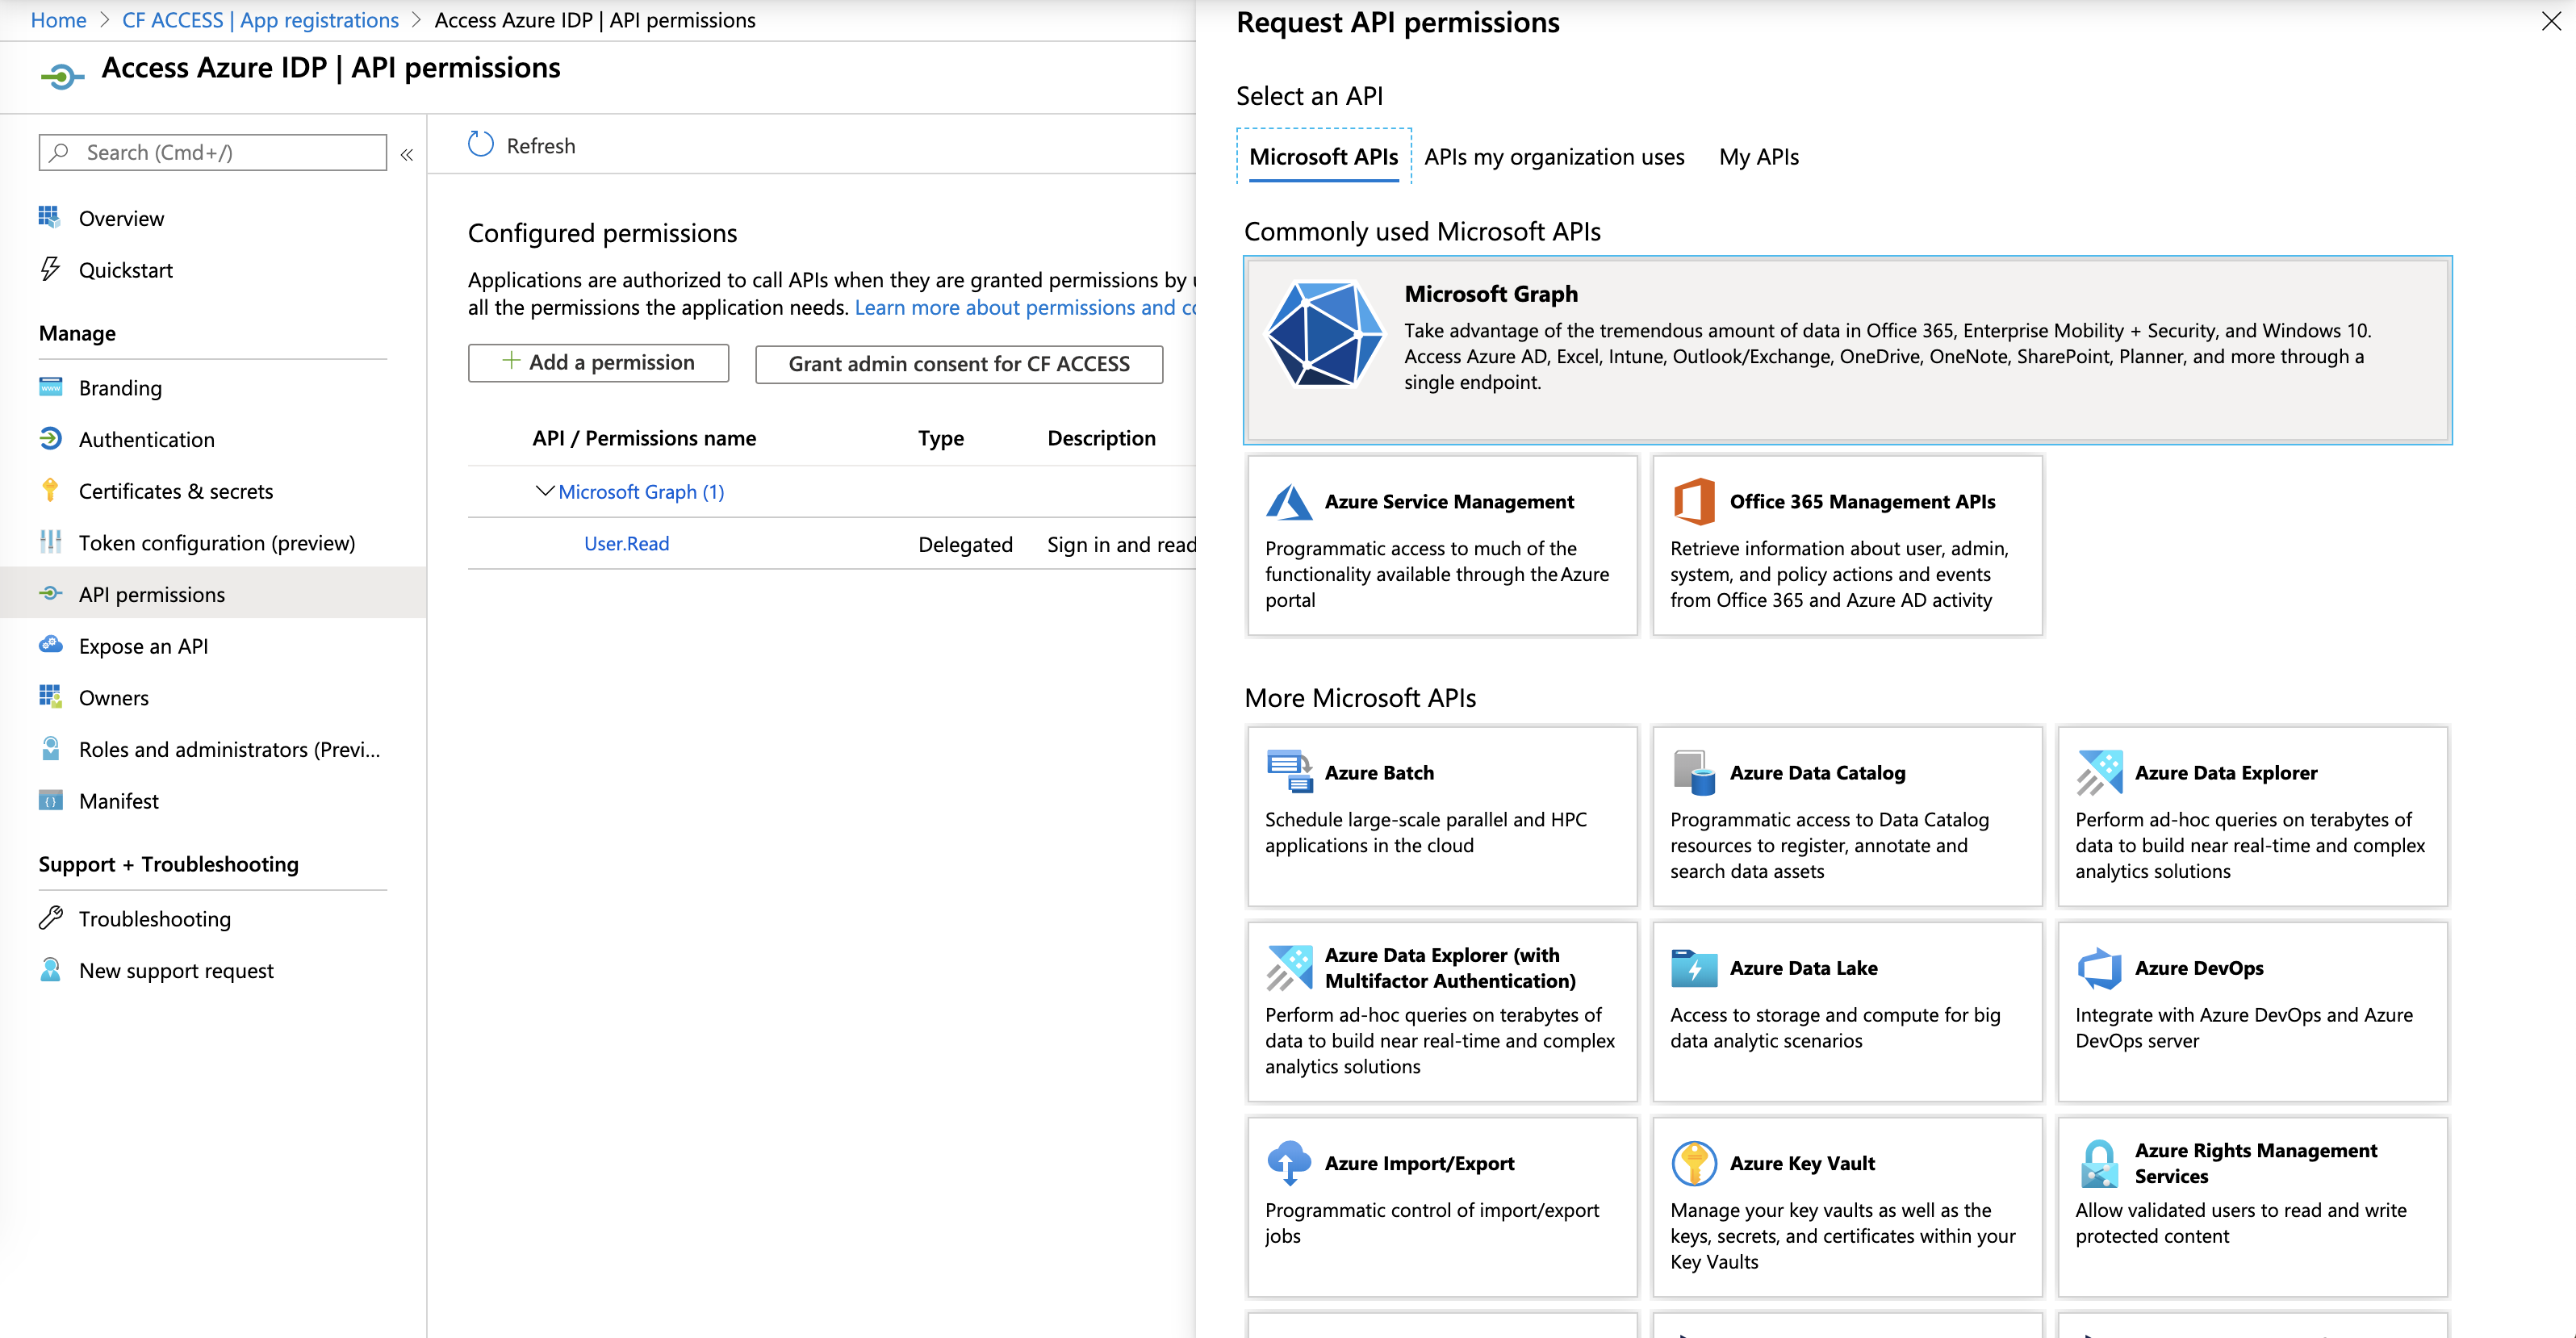 Home > CF ACCESS | App registrations > Access Azure IDP | API permissions
Access Azure IDP | API permissions
Search (Cmd+/)
«
Overview
Quickstart
Manage
Branding
Authentication
Certificates & secrets
Token configuration (preview)
API permissions
Expose an API
Owners
Roles and administrators (Previ...
Manifest
Support + Troubleshooting
Troubleshooting
New support request
Refresh
Configured permissions
Applications are authorized to call APIs when they are granted permissions by
all the permissions the application needs. Learn more about permissions and
+ Add a permission
Grant admin consent for CF ACCESS
API / Permissions name Type Description
Microsoft Graph (1)
User.Read Delegated Sign in and read
Request API permissions
Select an API
Microsoft APIs APIs my organization uses My APIs
Commonly used Microsoft APIs
Microsoft Graph
Take advantage of the tremendous amount of data in Office 365, Enterprise Mobility + Security, and Windows 10.
Access Azure AD, Excel, Intune, Outlook/Exchange, OneDrive, OneNote, SharePoint, Planner, and more through a
single endpoint.
Azure Service Management
Programmatic access to much of the
functionality available through the Azure
portal
Office 365 Management APIs
Retrieve information about user, admin,
system, and policy actions and events
from Office 365 and Azure AD activity
More Microsoft APIs
Azure Batch
Schedule large-scale parallel and HPC
applications in the cloud
Azure Data Catalog
Programmatic access to Data Catalog
resources to register, annotate and
search data assets
Azure Data Explorer
Perform ad-hoc queries on terabytes of
data to build near real-time and complex
analytics solutions
Azure Data Explorer (with
Multifactor Authentication)
Perform ad-hoc queries on terabytes of
data to build near real-time and complex
analytics solutions
Azure Data Lake
Access to storage and compute for big
data analytic scenarios
Azure DevOps
Integrate with Azure DevOps and Azure
DevOps server
Azure Import/Export
Programmatic control of import/export
jobs
Azure Key Vault
Manage your key vaults as well as the
keys, secrets, and certificates within your
Key Vaults
Azure Rights Management
Services
Allow validated users to read and write
protected content